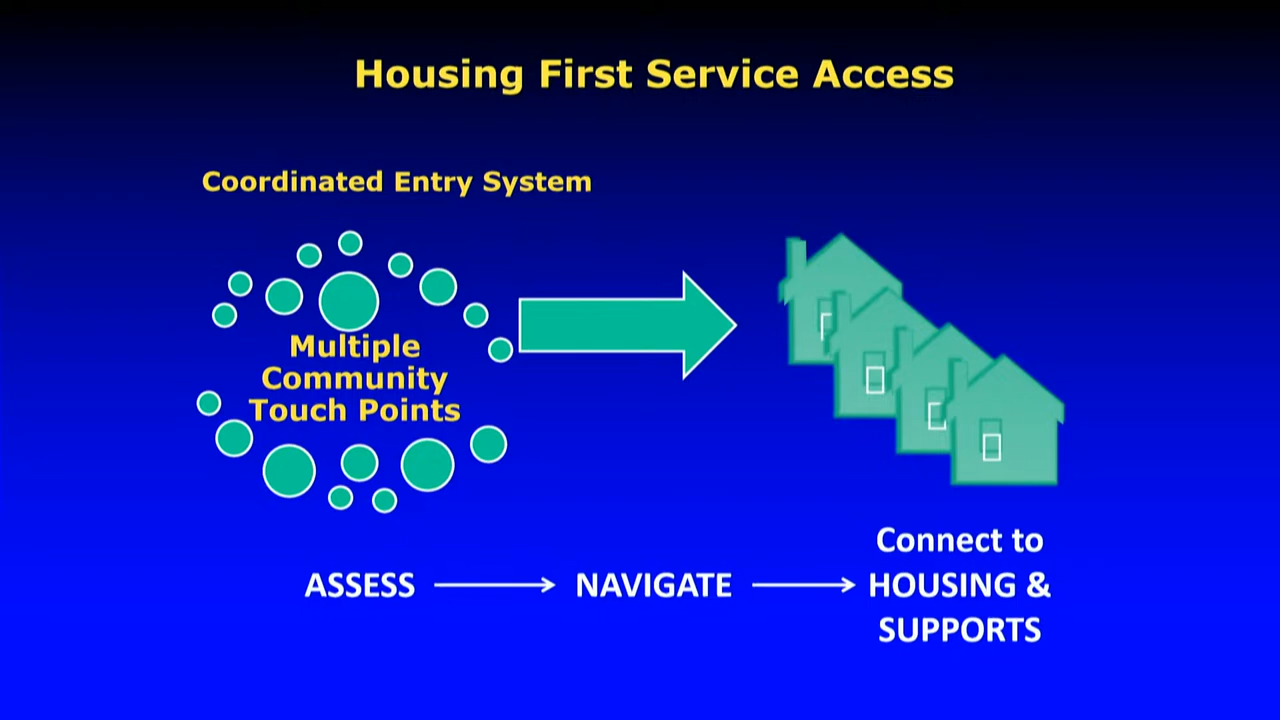 Housing First Service Access
Coordinated Entry System
Multiple
Community
Touch Points
ASSESS
NAVIGATE
Connect to
HOUSING &
SUPPORTS